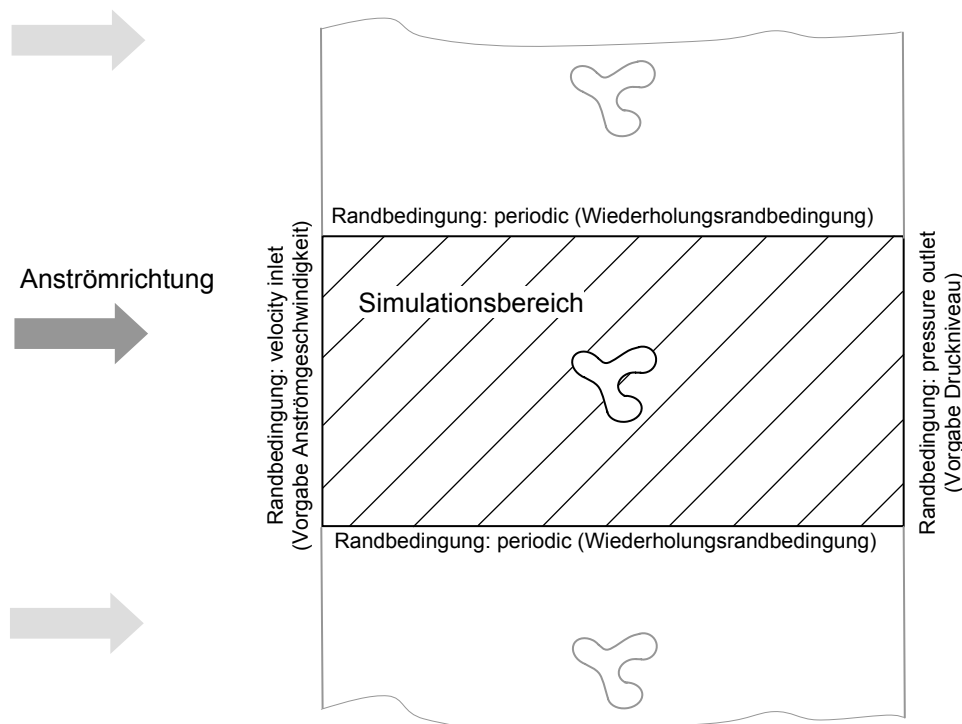 Randbedingung: periodic (Wiederholungsrandbedingung)
Anströmrichtung
Randbedingung: velocity inlet
(Vorgabe Anströmgeschwindigkeit)
Simulationsbereich
Randbedingung: pressure outlet
(Vorgabe Druckniveau)
Randbedingung: periodic (Wiederholungsrandbedingung)